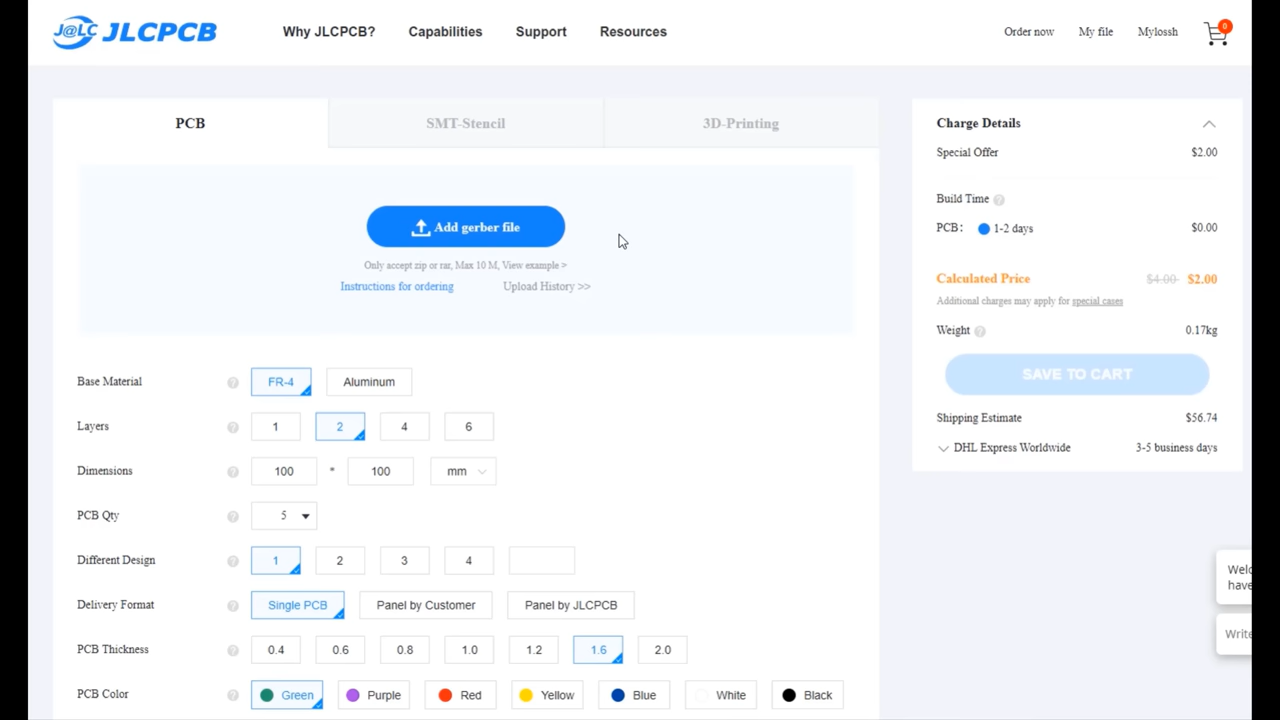 J@LC JLCPCB
Why JLCPCB? Capabilities Support Resources
Order now My file Mylossh 0
PCB SMT-Stencil 3D-Printing
Add gerber file
Only accept zip or rar, Max 10 M, View example >
Instructions for ordering Upload History >>
Base Material ? FR-4 Aluminum
Layers ? 1 2 4 6
Dimensions ? 100 * 100 mm
PCB Qty ? 5
Different Design ? 1 2 3 4
Delivery Format ? Single PCB Panel by Customer Panel by JLCPCB
PCB Thickness ? 0.4 0.6 0.8 1.0 1.2 1.6 2.0
PCB Color ? Green Purple Red Yellow Blue White Black
Charge Details
Special Offer $2.00
Build Time ?
PCB: 1-2 days $0.00
Calculated Price $4.00 $2.00
Additional charges may apply for special cases
Weight ? 0.17kg
SAVE TO CART
Shipping Estimate $56.74
DHL Express Worldwide 3-5 business days
Welc
have
Write